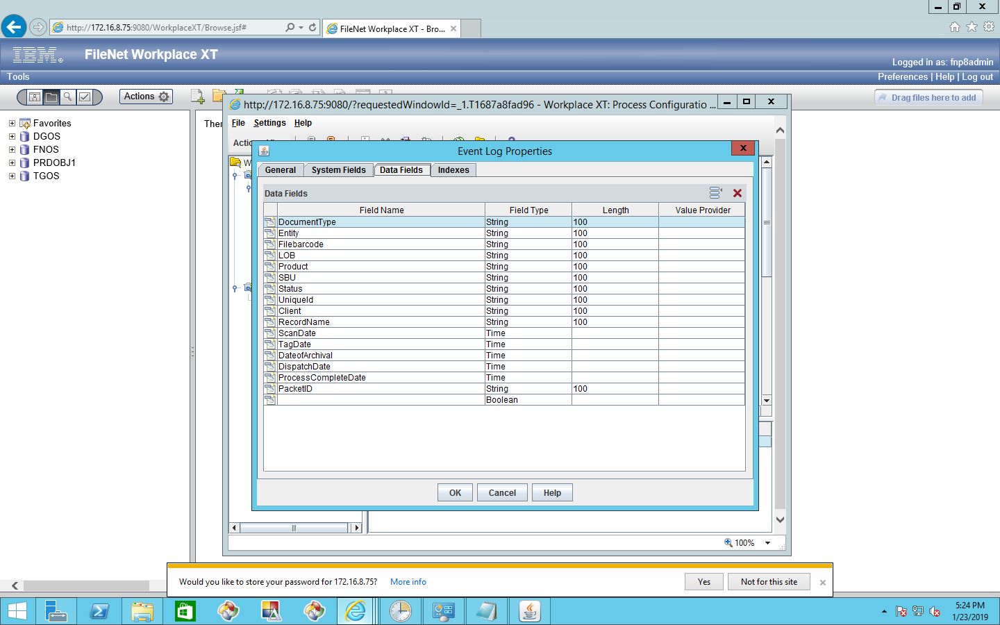 http://172.16.8.75:9080/WorkplaceXT/Browse.jsf#
FileNet Workplace XT - Bro...
IBM
FileNet Workplace XT
Logged in as: fnp8admin
Tools
Preferences | Help | Log out
Actions
Drag files here to add
Favorites
DGOS
FNOS
PRDOBJ1
TGOS
Ther
http://172.16.8.75:9080/?requestedWindowId=_1.T1687a8fad96 - Workplace XT: Process Configuratio ...
File Settings Help
Actio
W
Event Log Properties
General System Fields Data Fields Indexes
Data Fields
Field Name Field Type Length Value Provider
DocumentType String 100
Entity String 100
Filebarcode String 100
LOB String 100
Product String 100
SBU String 100
Status String 100
UniqueId String 100
Client String 100
RecordName String 100
ScanDate Time
TagDate Time
DateofArchival Time
DispatchDate Time
ProcessCompleteDate Time
PacketID String 100
Boolean
OK Cancel Help
100%
Would you like to store your password for 172.16.8.75? More info Yes Not for this site
5:24 PM
1/23/2019